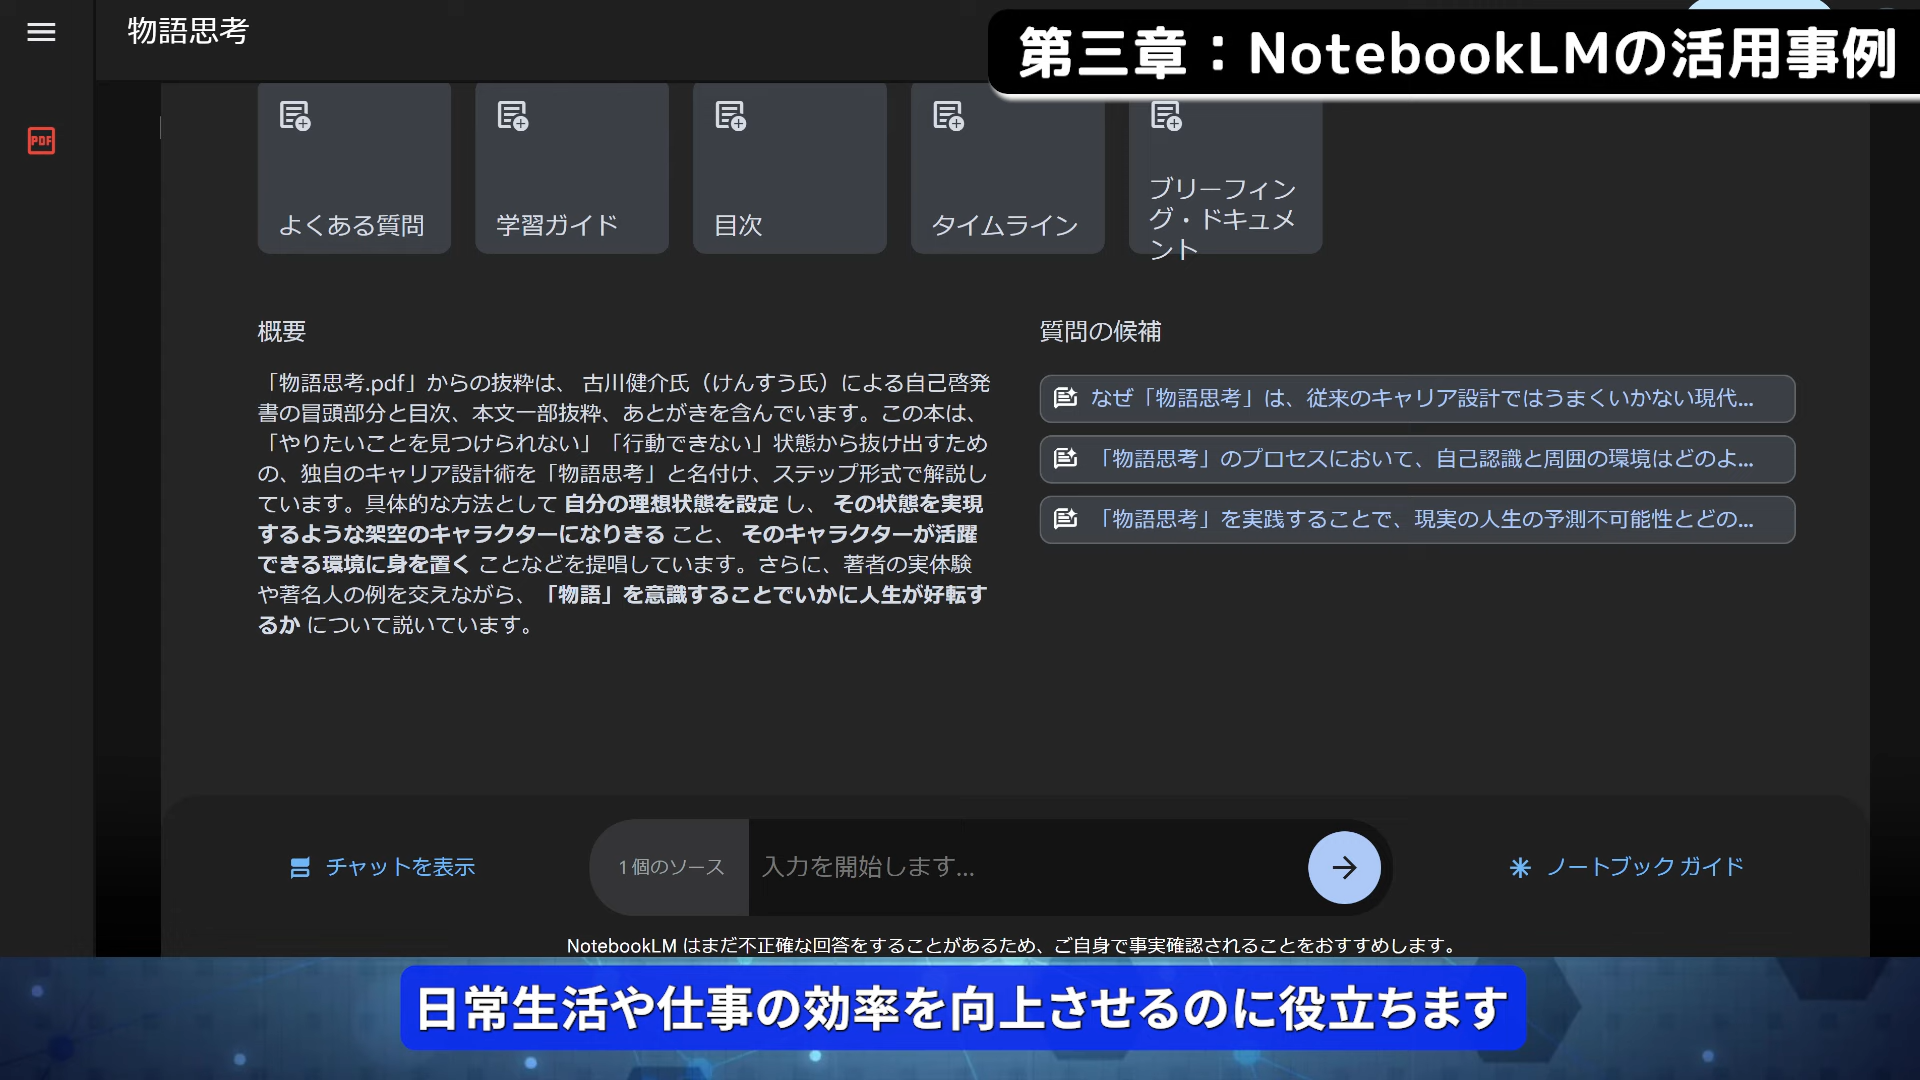 物語思考
第三章：NotebookLMの活用事例
PDF
よくある質問
学習ガイド
目次
タイムライン
ブリーフィン
グ・ドキュメ
ント
概要
「物語思考.pdf」からの抜粋は、 古川健介氏（けんすう氏）による自己啓発
書の冒頭部分と目次、本文一部抜粋、あとがきを含んでいます。この本は、
「やりたいことを見つけられない」「行動できない」状態から抜け出すため
の、独自のキャリア設計術を「物語思考」と名付け、ステップ形式で解説し
ています。具体的な方法として 自分の理想状態を設定 し、 その状態を実現
するような架空のキャラクターになりきる こと、 そのキャラクターが活躍
できる環境に身を置く ことなどを提唱しています。さらに、著者の実体験
や著名人の例を交えながら、「物語」を意識することでいかに人生が好転す
るか について説いています。
質問の候補
なぜ「物語思考」は、従来のキャリア設計ではうまくいかない現代...
「物語思考」のプロセスにおいて、自己認識と周囲の環境はどのよ...
「物語思考」を実践することで、現実の人生の予測不可能性とどの...
チャットを表示
1 個のソース
入力を開始します...
ノートブック ガイド
NotebookLM はまだ不正確な回答をすることがあるため、ご自身で事実確認されることをおすすめします。
日常生活や仕事の効率を向上させるのに役立ちます